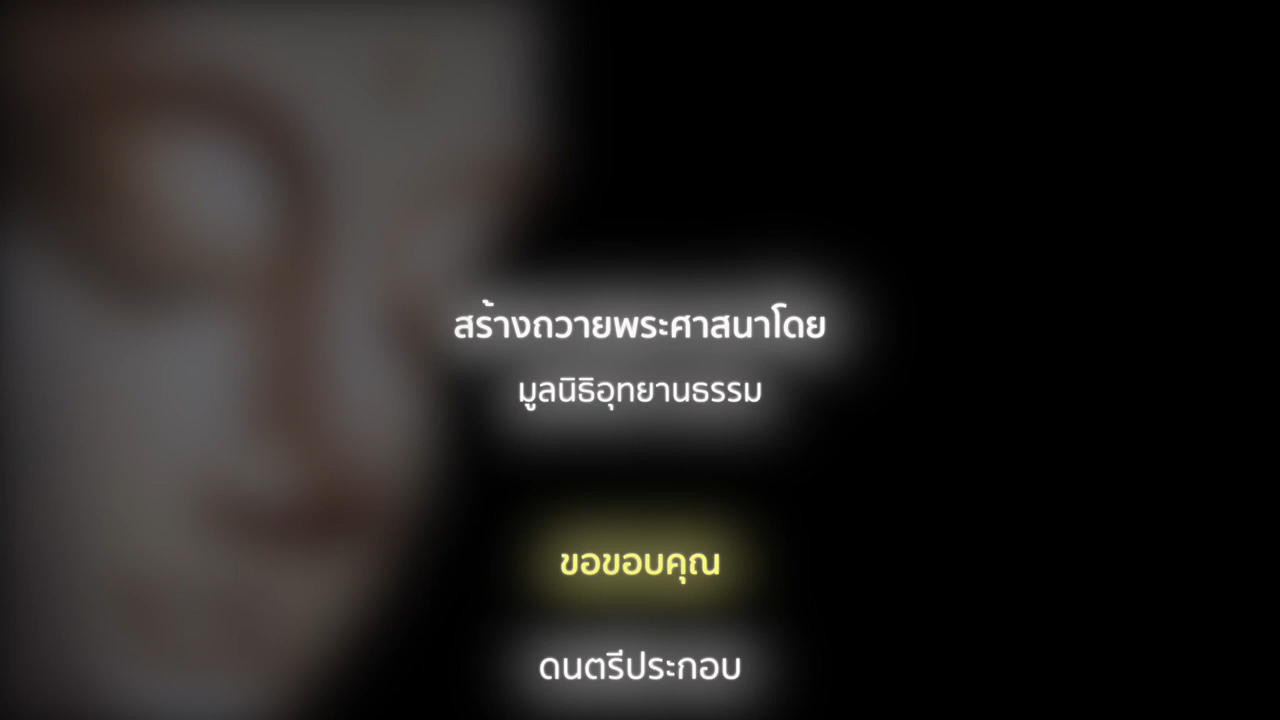 สร้างถวายพระศาสนาโดย
มูลนิธิอุทยานธรรม
ขอขอบคุณ
ดนตรีประกอบ